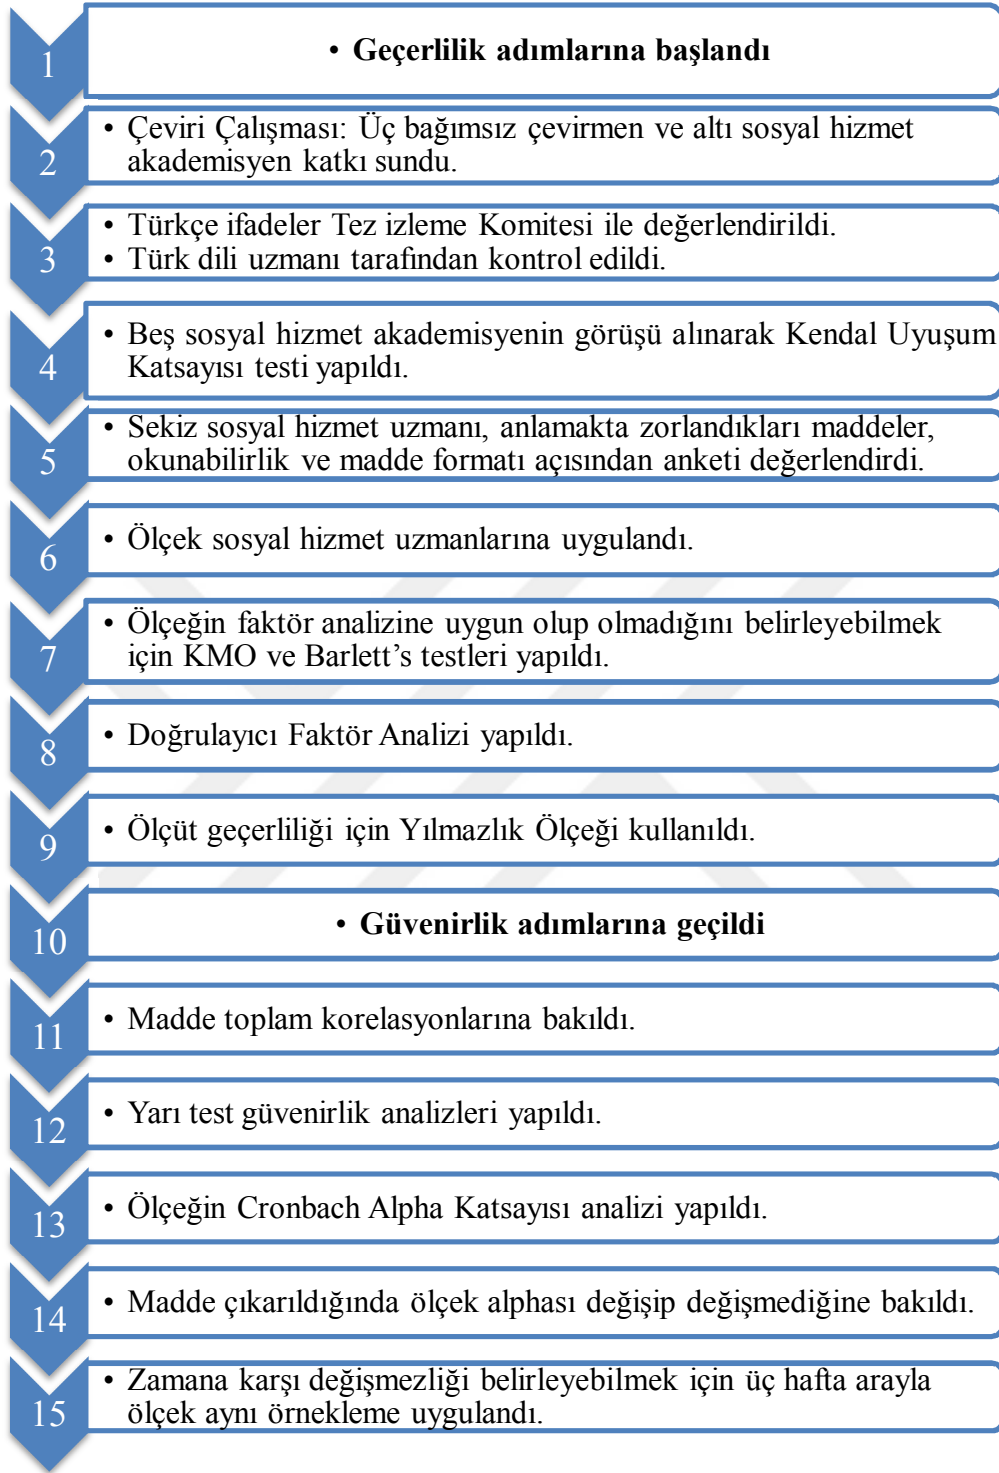 1
• Geçerlilik adımlarına başlandı
2
• Çeviri Çalışması: Üç bağımsız çevirmen ve altı sosyal hizmet
akademisyen katkı sundu.
3
• Türkçe ifadeler Tez izleme Komitesi ile değerlendirildi.
• Türk dili uzmanı tarafından kontrol edildi.
4
• Beş sosyal hizmet akademisyenin görüşü alınarak Kendal Uyuşum
Katsayısı testi yapıldı.
5
• Sekiz sosyal hizmet uzmanı, anlamakta zorlandıkları maddeler,
okunabilirlik ve madde formatı açısından anketi değerlendirdi.
6
• Ölçek sosyal hizmet uzmanlarına uygulandı.
7
• Ölçeğin faktör analizine uygun olup olmadığını belirleyebilmek
için KMO ve Barlett’s testleri yapıldı.
8
• Doğrulayıcı Faktör Analizi yapıldı.
9
• Ölçüt geçerliliği için Yılmazlık Ölçeği kullanıldı.
10
• Güvenirlik adımlarına geçildi
11
• Madde toplam korelasyonlarına bakıldı.
12
• Yarı test güvenirlik analizleri yapıldı.
13
• Ölçeğin Cronbach Alpha Katsayısı analizi yapıldı.
14
• Madde çıkarıldığında ölçek alphası değişip değişmediğine bakıldı.
15
• Zamana karşı değişmezliği belirleyebilmek için üç hafta arayla
ölçek aynı örnekleme uygulandı.